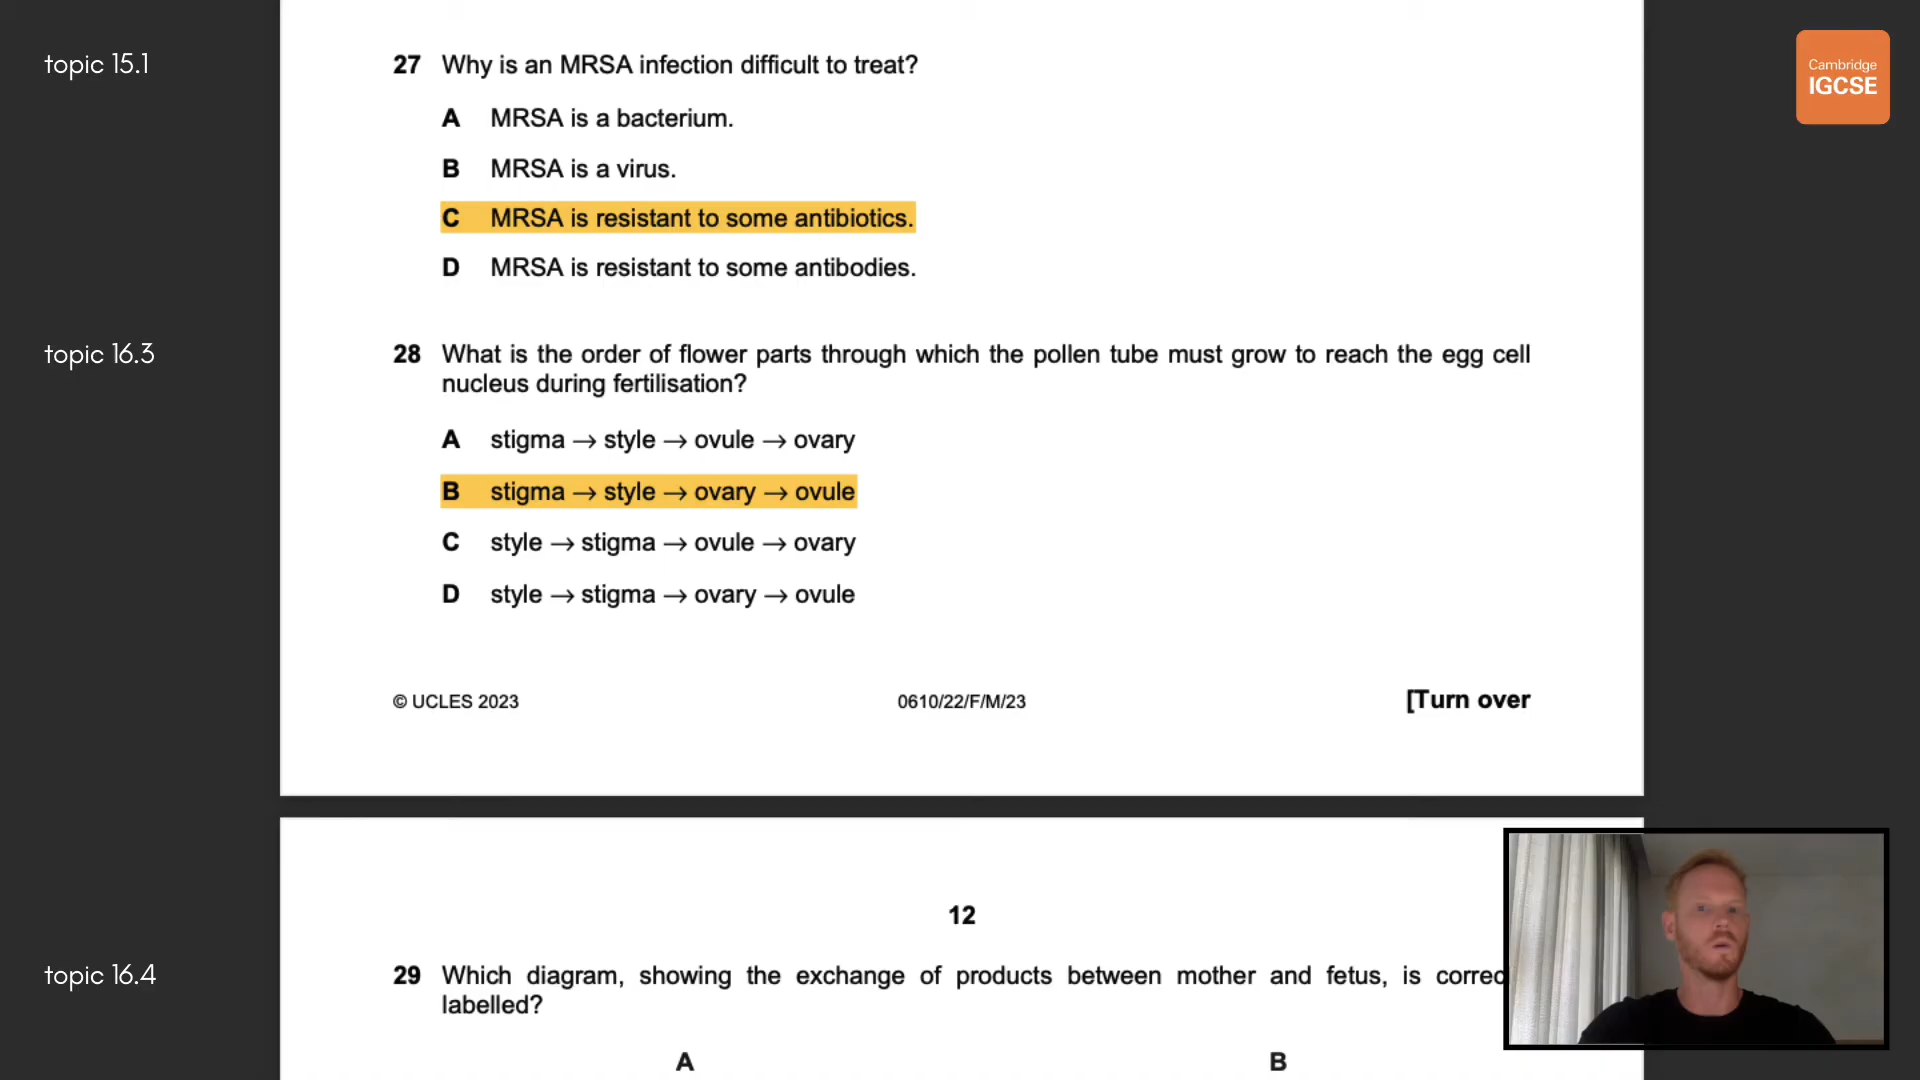 topic 15.1
27 Why is an MRSA infection difficult to treat?
A MRSA is a bacterium.
B MRSA is a virus.
C MRSA is resistant to some antibiotics.
D MRSA is resistant to some antibodies.
topic 16.3
28 What is the order of flower parts through which the pollen tube must grow to reach the egg cell
nucleus during fertilisation?
A stigma → style → ovule → ovary
B stigma → style → ovary → ovule
C style → stigma → ovule → ovary
D style → stigma → ovary → ovule
© UCLES 2023 0610/22/F/M/23 [Turn over
12
topic 16.4
29 Which diagram, showing the exchange of products between mother and fetus, is correc
labelled?
A B
Cambridge
IGCSE